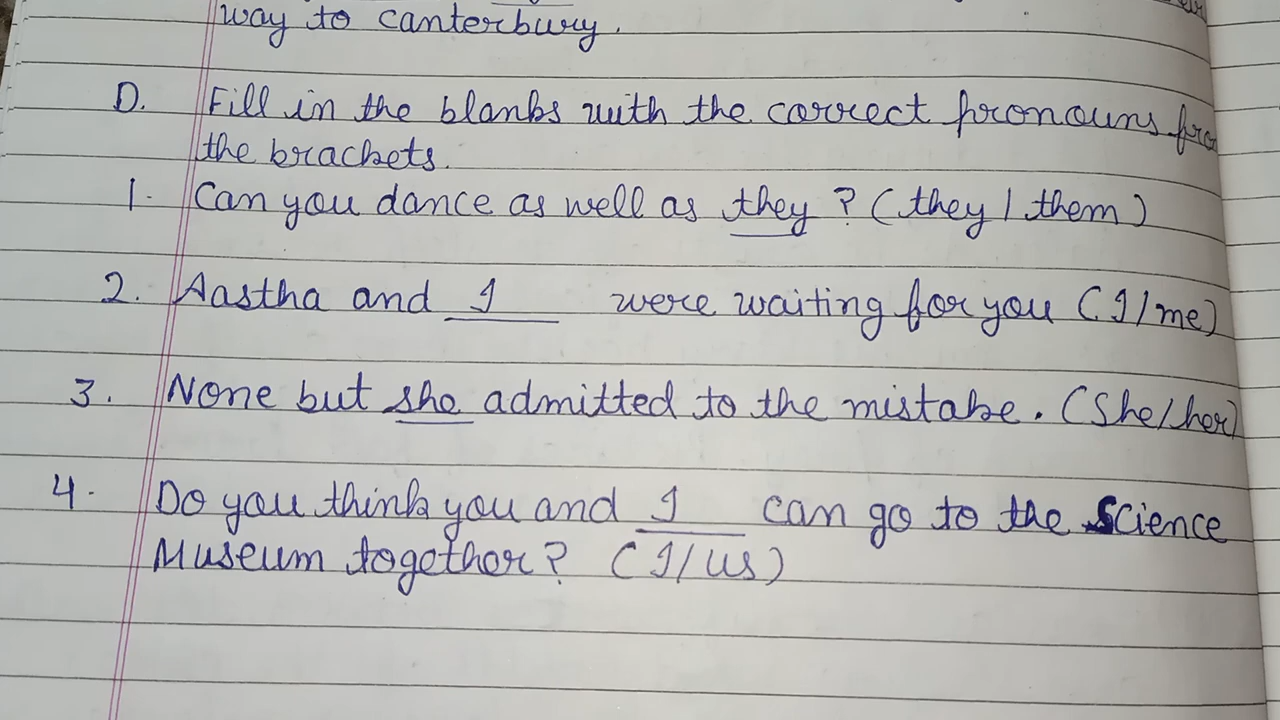 way to canterbury.
D. Fill in the blanks with the correct pronouns from
the brackets.
1. Can you dance as well as they ? (they / them)
2. Aastha and I were waiting for you (I/me)
3. None but she admitted to the mistake. (She/her)
4. Do you think you and I can go to the Science
Museum together? (I/us)